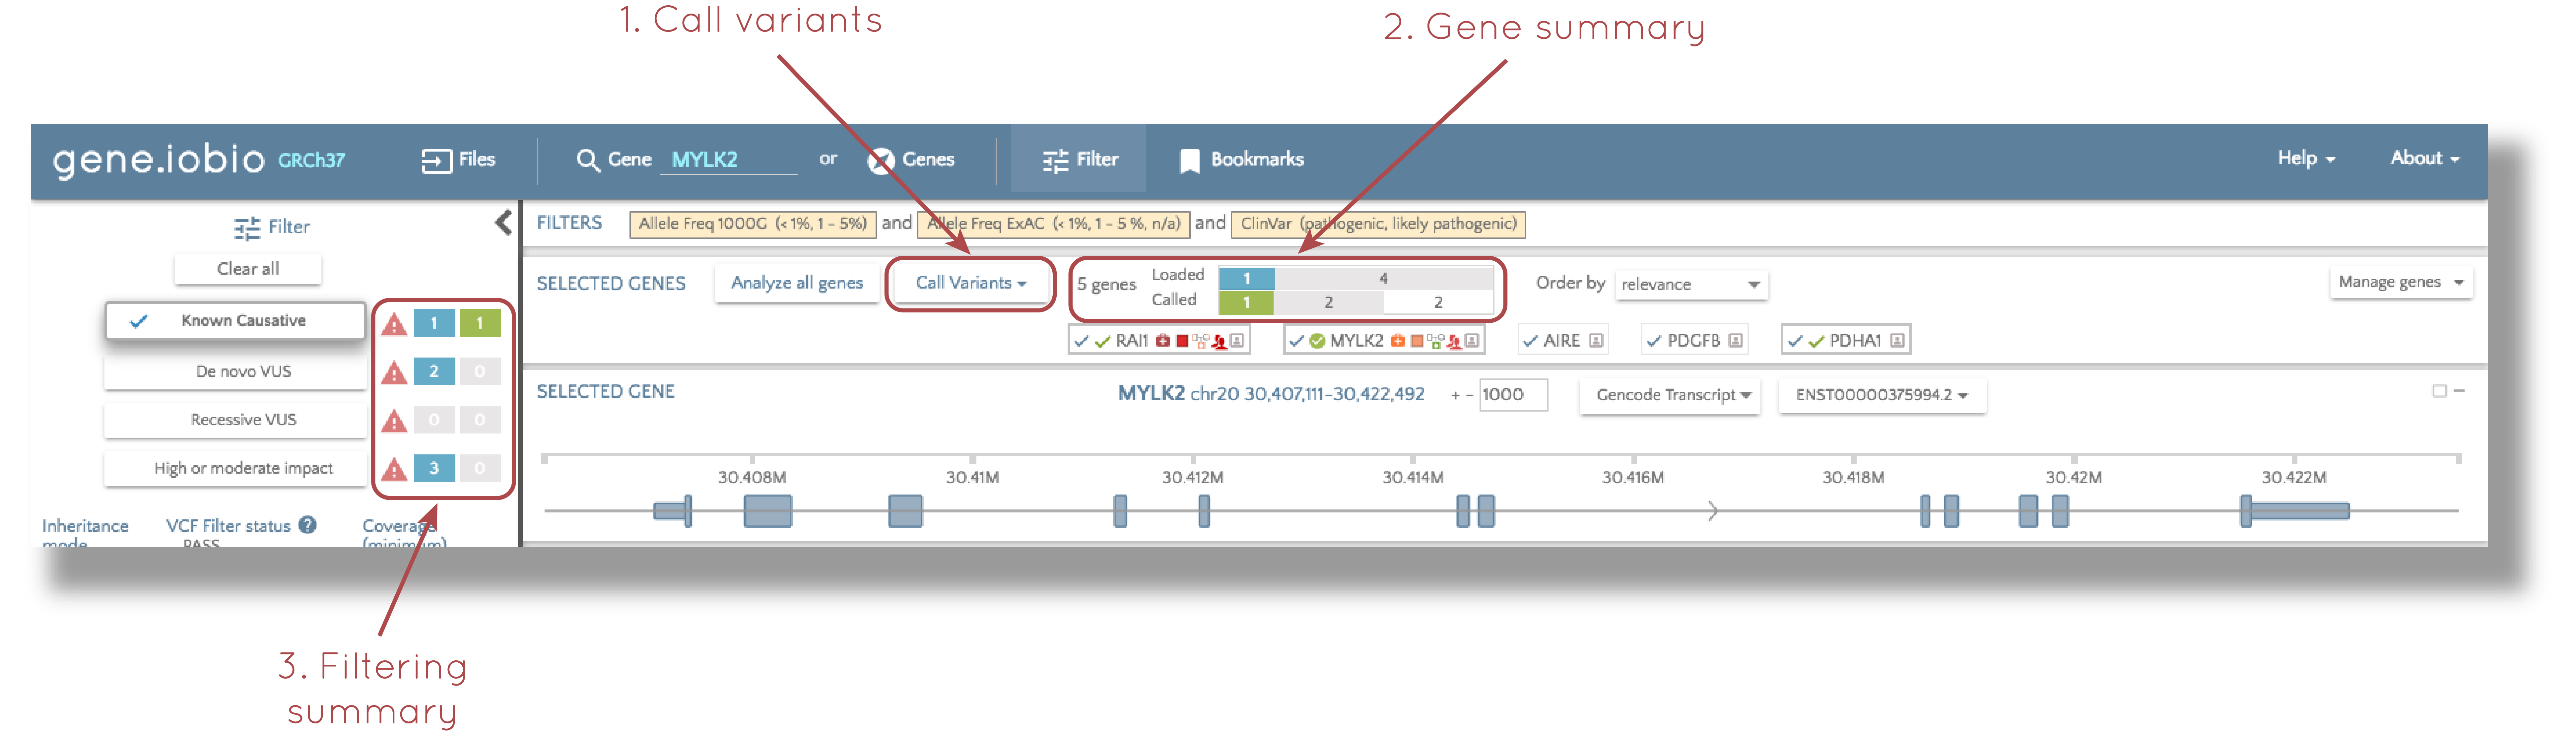 1. Call variants
2. Gene summary
gene.iobio GRCh37 Files Gene MYLK2 or Genes Filter Bookmarks Help About
Filter
Clear all
Known Causative 1 1
De novo VUS 2 0
Recessive VUS 0 0
High or moderate impact 3 0
Inheritance mode VCF Filter status ? Coverage (minimum)
PASS
FILTERS Allele Freq 1000G (< 1%, 1 - 5%) and Allele Freq ExAC (< 1%, 1 - 5 %, n/a) and ClinVar (pathogenic, likely pathogenic)
SELECTED GENES Analyze all genes Call Variants 5 genes Order by relevance Manage genes
Loaded 1 4
Called 1 2 2
RAI1 MYLK2 AIRE PDGFB PDHA1
SELECTED GENE MYLK2 chr20 30,407,111-30,422,492 + - 1000 Gencode Transcript ENST00000375994.2
30.408M 30.41M 30.412M 30.414M 30.416M 30.418M 30.42M 30.422M
3. Filtering
summary